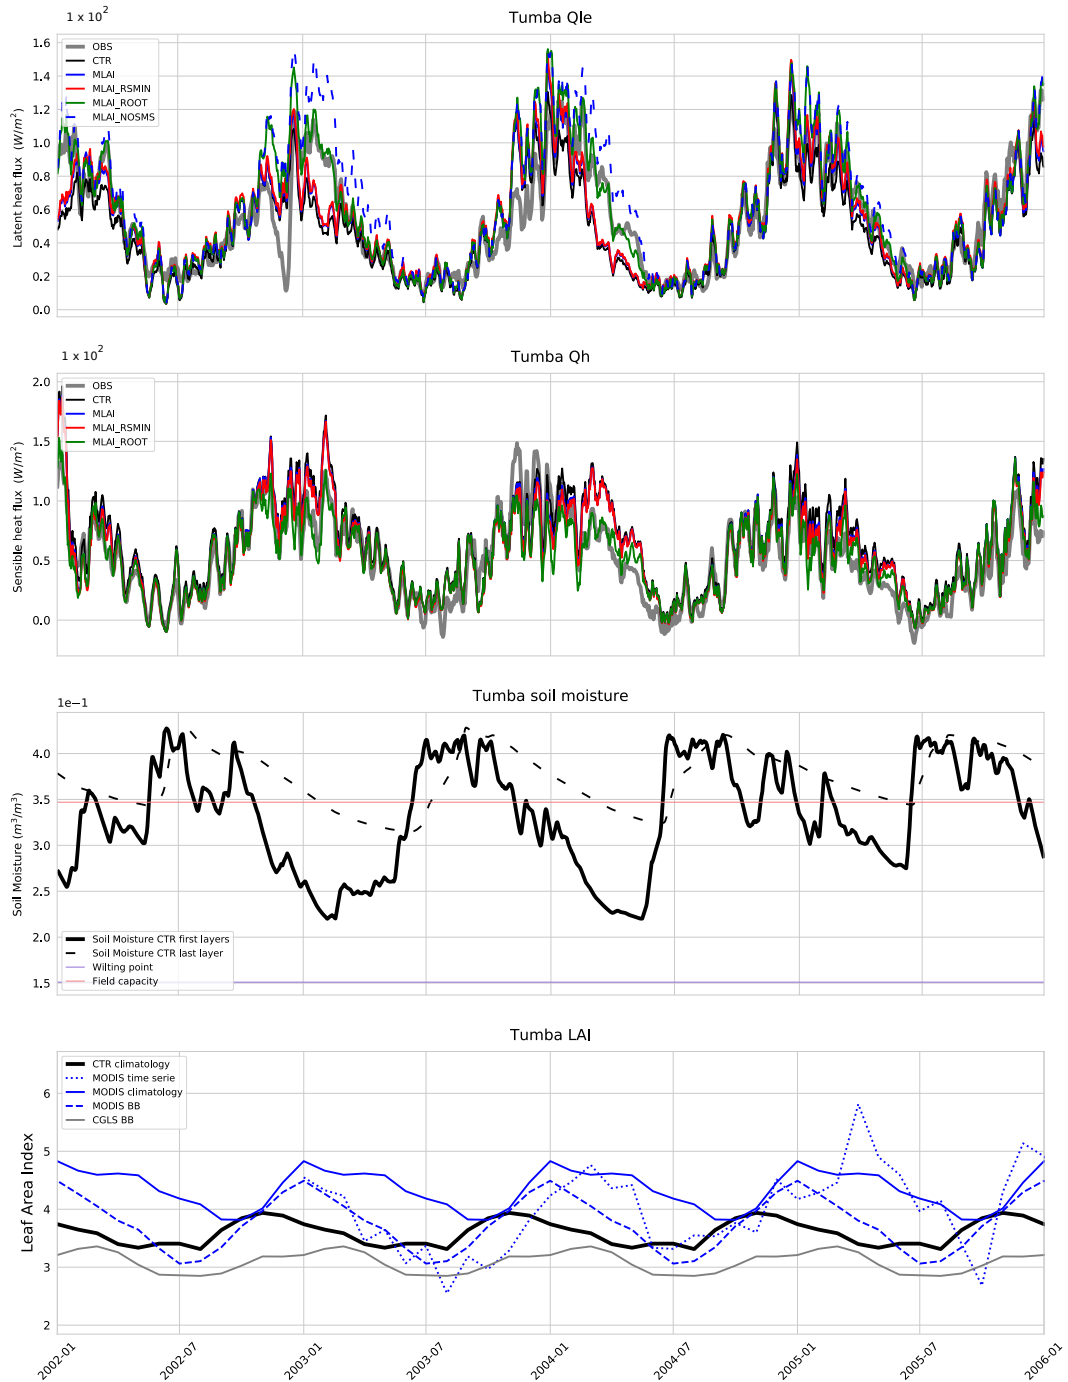 Tumba Qle
1 x 10²
1.6
1.4
1.2
1.0
0.8
0.6
0.4
0.2
0.0
Latent heat flux (W/m²)
OBS
CTR
MLAI
MLAI_RSMIN
MLAI_ROOT
MLAI_NOSMS
Tumba Qh
1 x 10²
2.0
1.5
1.0
0.5
0.0
Sensible heat flux (W/m²)
OBS
CTR
MLAI
MLAI_RSMIN
MLAI_ROOT
Tumba soil moisture
1e−1
4.0
3.5
3.0
2.5
2.0
1.5
Soil Moisture (m³/m³)
Soil Moisture CTR first layers
Soil Moisture CTR last layer
Wilting point
Field capacity
Tumba LAI
6
5
4
3
2
Leaf Area Index
CTR climatology
MODIS time serie
MODIS climatology
MODIS BB
CGLS BB
2002-01
2002-07
2003-01
2003-07
2004-01
2004-07
2005-01
2005-07
2006-01